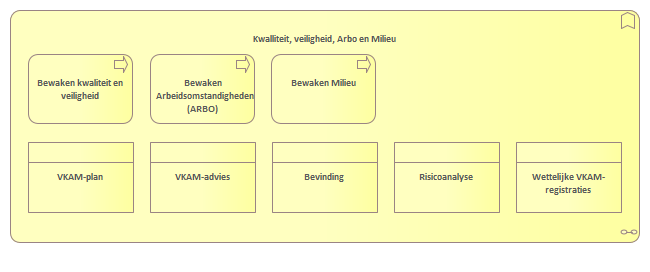 Kwalliteit, veiligheid, Arbo en Milieu
Bewaken kwaliteit en
veiligheid
Bewaken
Arbeidsomstandigheden
(ARBO)
Bewaken Milieu
VKAM-plan
VKAM-advies
Bevinding
Risicoanalyse
Wettelijke VKAM-
registraties